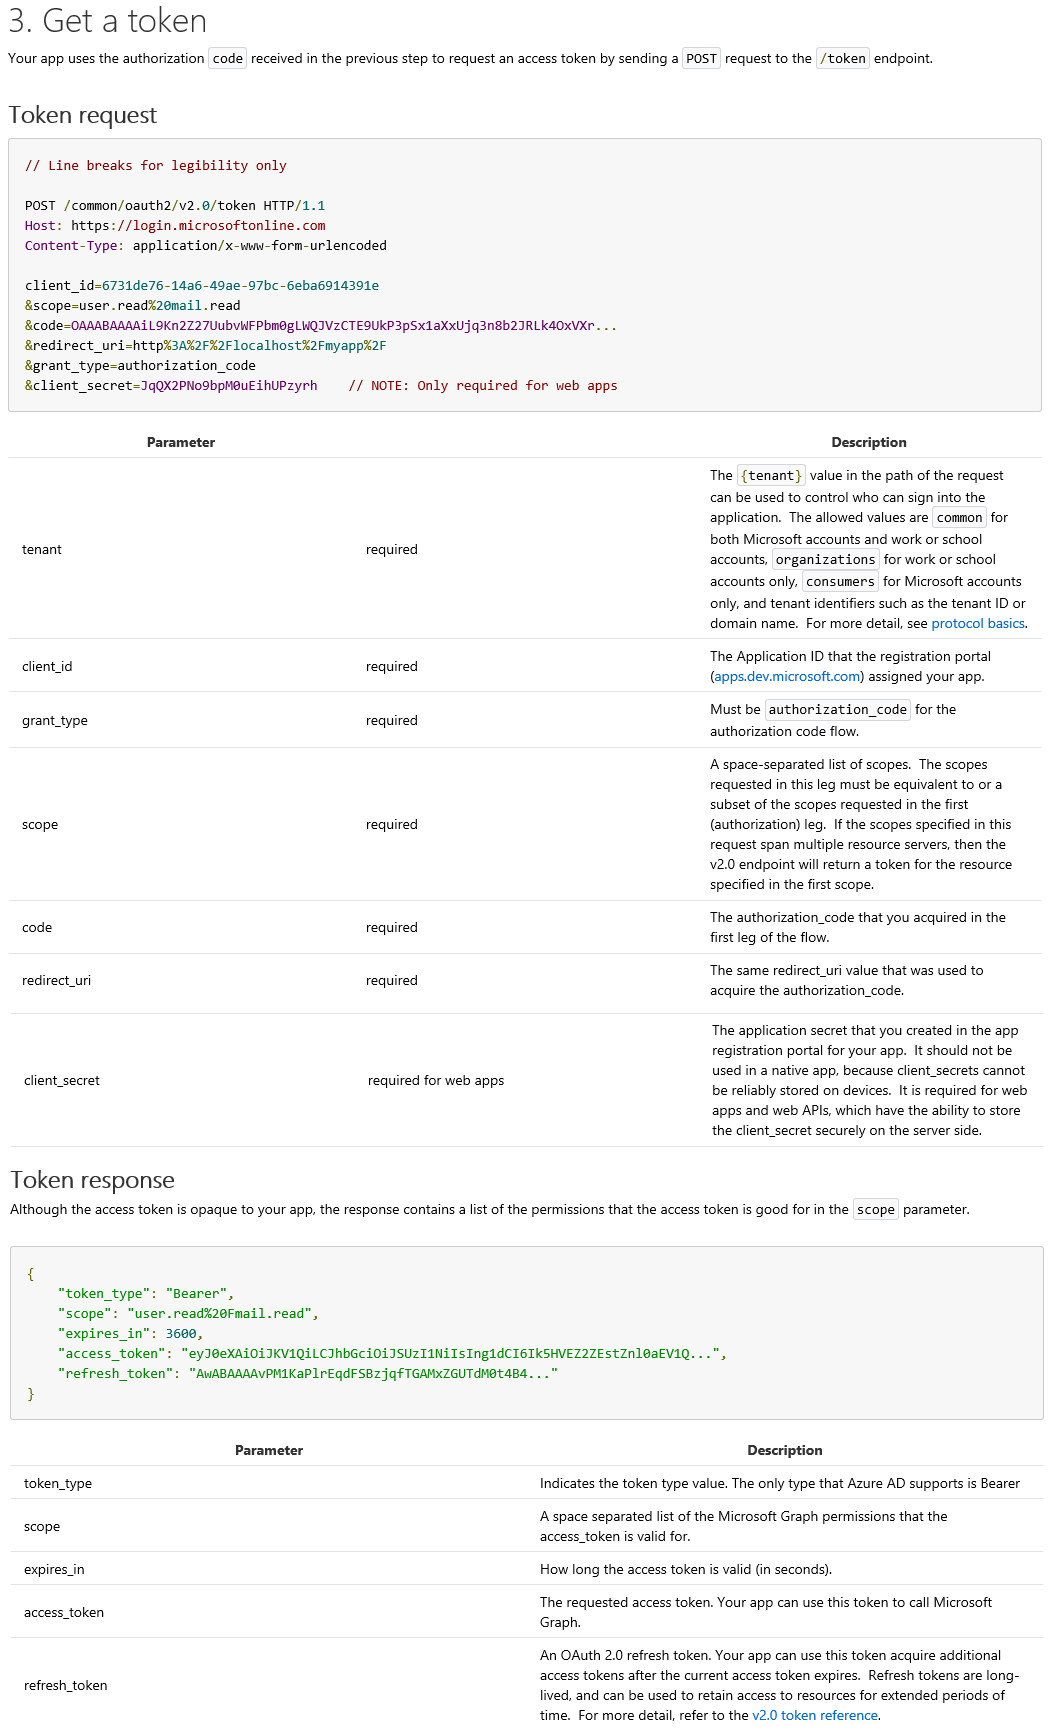 3. Get a token
Your app uses the authorization code received in the previous step to request an access token by sending a POST request to the /token endpoint.
Token request
// Line breaks for legibility only
POST /common/oauth2/v2.0/token HTTP/1.1
Host: https://login.microsoftonline.com
Content-Type: application/x-www-form-urlencoded
client_id=6731de76-14a6-49ae-97bc-6eba6914391e
&scope=user.read%20mail.read
&code=OAAABAAAAiL9Kn2Z27UubvWFPbm0gLWQJVzCTE9UkP3pSx1aXxUjq3n8b2JRLk4OxVXr...
&redirect_uri=http%3A%2F%2Flocalhost%2Fmyapp%2F
&grant_type=authorization_code
&client_secret=JqQX2PNo9bpM0uEihUPzyrh    // NOTE: Only required for web apps
Parameter Description
tenant required
The {tenant} value in the path of the request
can be used to control who can sign into the
application.  The allowed values are common for
both Microsoft accounts and work or school
accounts, organizations for work or school
accounts only, consumers for Microsoft accounts
only, and tenant identifiers such as the tenant ID or
domain name.  For more detail, see protocol basics.
client_id required
The Application ID that the registration portal
(apps.dev.microsoft.com) assigned your app.
grant_type required
Must be authorization_code for the
authorization code flow.
scope required
A space-separated list of scopes.  The scopes
requested in this leg must be equivalent to or a
subset of the scopes requested in the first
(authorization) leg.  If the scopes specified in this
request span multiple resource servers, then the
v2.0 endpoint will return a token for the resource
specified in the first scope.
code required
The authorization_code that you acquired in the
first leg of the flow.
redirect_uri required
The same redirect_uri value that was used to
acquire the authorization_code.
client_secret required for web apps
The application secret that you created in the app
registration portal for your app.  It should not be
used in a native app, because client_secrets cannot
be reliably stored on devices.  It is required for web
apps and web APIs, which have the ability to store
the client_secret securely on the server side.
Token response
Although the access token is opaque to your app, the response contains a list of the permissions that the access token is good for in the scope parameter.
{
"token_type": "Bearer",
"scope": "user.read%20Fmail.read",
"expires_in": 3600,
"access_token": "eyJ0eXAiOiJKV1QiLCJhbGciOiJSUzI1NiIsIng1dCI6Ik5HVEZ2ZEstZnl0aEV1Q...",
"refresh_token": "AwABAAAAvPM1KaPlrEqdFSBzjqfTGAMxZGUTdM0t4B4..."
}
Parameter Description
token_type Indicates the token type value. The only type that Azure AD supports is Bearer
scope
A space separated list of the Microsoft Graph permissions that the
access_token is valid for.
expires_in How long the access token is valid (in seconds).
access_token
The requested access token. Your app can use this token to call Microsoft
Graph.
refresh_token
An OAuth 2.0 refresh token. Your app can use this token acquire additional
access tokens after the current access token expires.  Refresh tokens are long-
lived, and can be used to retain access to resources for extended periods of
time.  For more detail, refer to the v2.0 token reference.